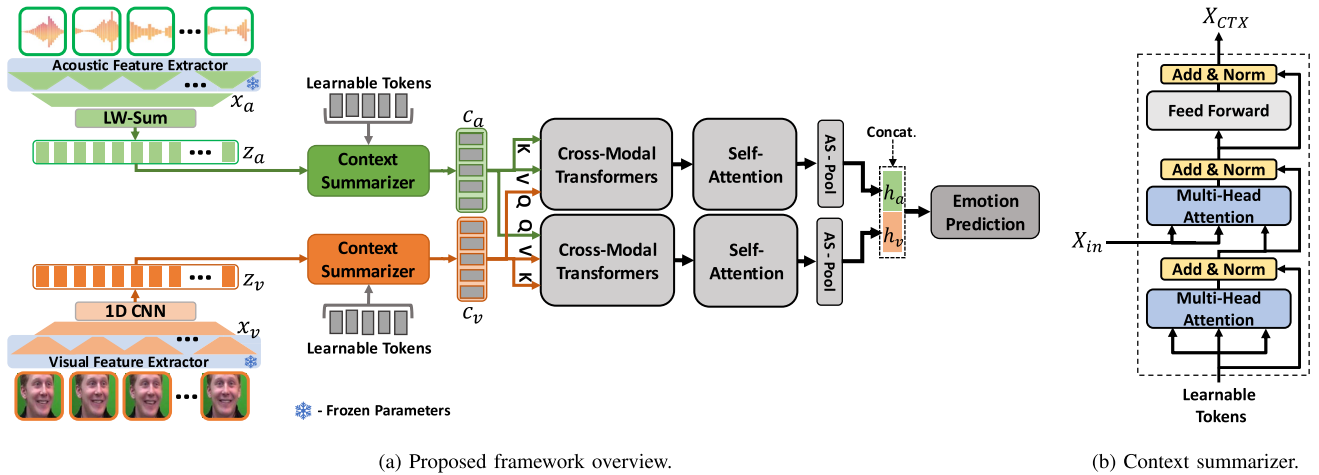 Acoustic Feature Extractor
x_a
LW-Sum
z_a
Learnable Tokens
Context
Summarizer
c_a
K
V
Q
Cross-Modal
Transformers
Self-
Attention
AS - Pool
Concat.
h_a
h_v
Emotion
Prediction
Q
V
K
Cross-Modal
Transformers
Self-
Attention
AS - Pool
Context
Summarizer
c_v
Learnable Tokens
z_v
1D CNN
x_v
Visual Feature Extractor
- Frozen Parameters
(a) Proposed framework overview.
X_CTX
Add & Norm
Feed Forward
Add & Norm
Multi-Head
Attention
X_in
Add & Norm
Multi-Head
Attention
Learnable
Tokens
(b) Context summarizer.